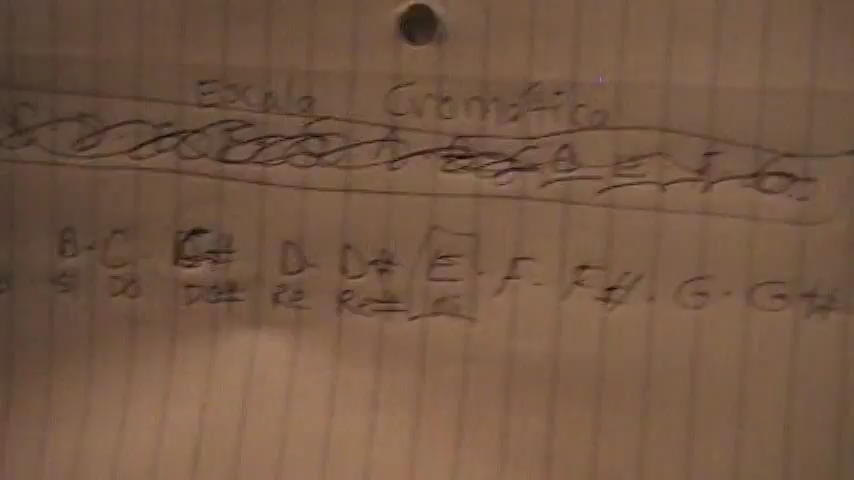 Escala Cromatica
B. C C# D D# E. F. F#. G. G#
Si Do Do# Re Re# Mi